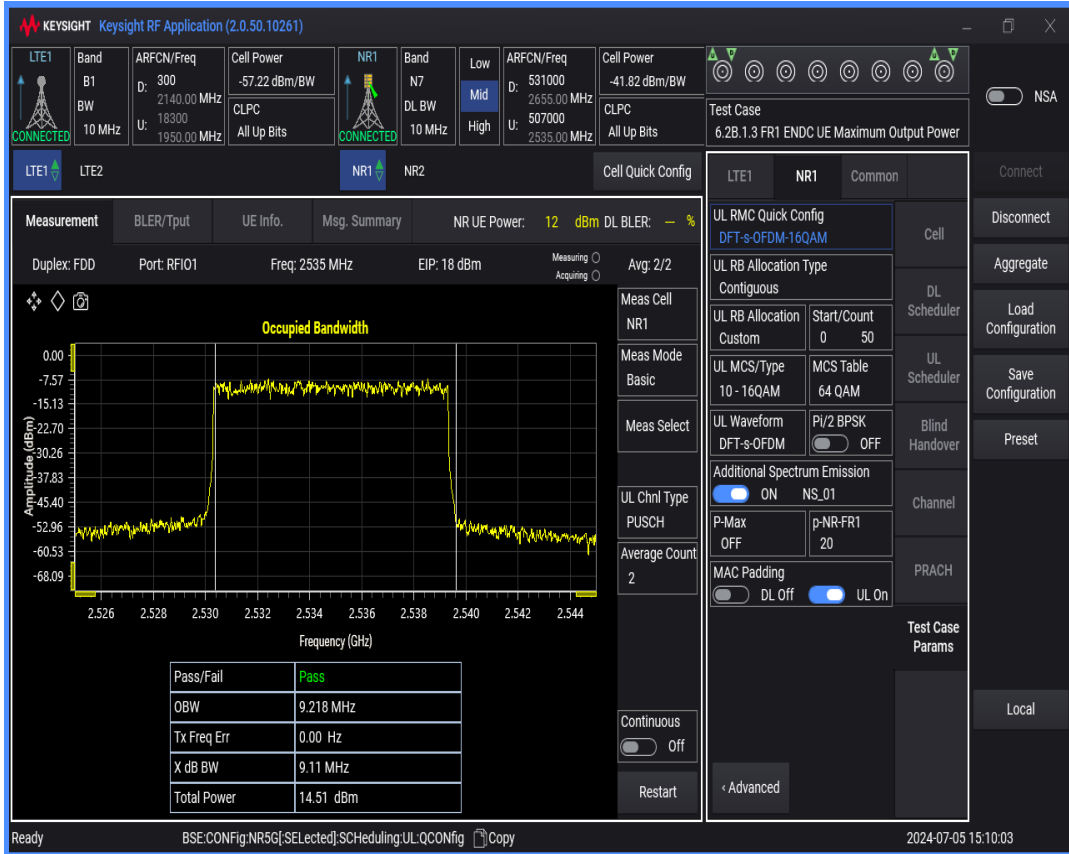 KEYSIGHT Keysight RF Application (2.0.50.10261)
LTE1
CONNECTED
Band
B1
BW
10 MHz
ARFCN/Freq
D: 300
2140.00 MHz
U: 18300
1950.00 MHz
Cell Power
-57.22 dBm/BW
CLPC
All Up Bits
NR1
CONNECTED
Band
N7
DL BW
10 MHz
Low
Mid
High
ARFCN/Freq
D: 531000
2655.00 MHz
U: 507000
2535.00 MHz
Cell Power
-41.82 dBm/BW
CLPC
All Up Bits
Test Case
6.2B.1.3 FR1 ENDC UE Maximum Output Power
NSA
LTE1 LTE2 NR1 NR2 Cell Quick Config
Measurement BLER/Tput UE Info. Msg. Summary NR UE Power: 12 dBm DL BLER: --- %
Duplex: FDD Port: RFIO1 Freq: 2535 MHz EIP: 18 dBm Measuring Acquiring Avg: 2/2
Occupied Bandwidth
Amplitude (dBm)
0.00
-7.57
-15.13
-22.70
-30.26
-37.83
-45.40
-52.96
-60.53
-68.09
2.526 2.528 2.530 2.532 2.534 2.536 2.538 2.540 2.542 2.544
Frequency (GHz)
Pass/Fail Pass
OBW 9.218 MHz
Tx Freq Err 0.00 Hz
X dB BW 9.11 MHz
Total Power 14.51 dBm
Meas Cell
NR1
Meas Mode
Basic
Meas Select
UL Chnl Type
PUSCH
Average Count
2
Continuous
Off
Restart
LTE1 NR1 Common
UL RMC Quick Config
DFT-s-OFDM-16QAM
UL RB Allocation Type
Contiguous
UL RB Allocation
Custom
Start/Count
0 50
UL MCS/Type
10 - 16QAM
MCS Table
64 QAM
UL Waveform
DFT-s-OFDM
Pi/2 BPSK
OFF
Additional Spectrum Emission
ON NS_01
P-Max
OFF
p-NR-FR1
20
MAC Padding
DL Off UL On
‹ Advanced
Cell
DL
Scheduler
UL
Scheduler
Blind
Handover
Channel
PRACH
Test Case
Params
Connect
Disconnect
Aggregate
Load
Configuration
Save
Configuration
Preset
Local
Ready BSE:CONFig:NR5G[:SELected]:SCHeduling:UL:QCONfig Copy 2024-07-05 15:10:03